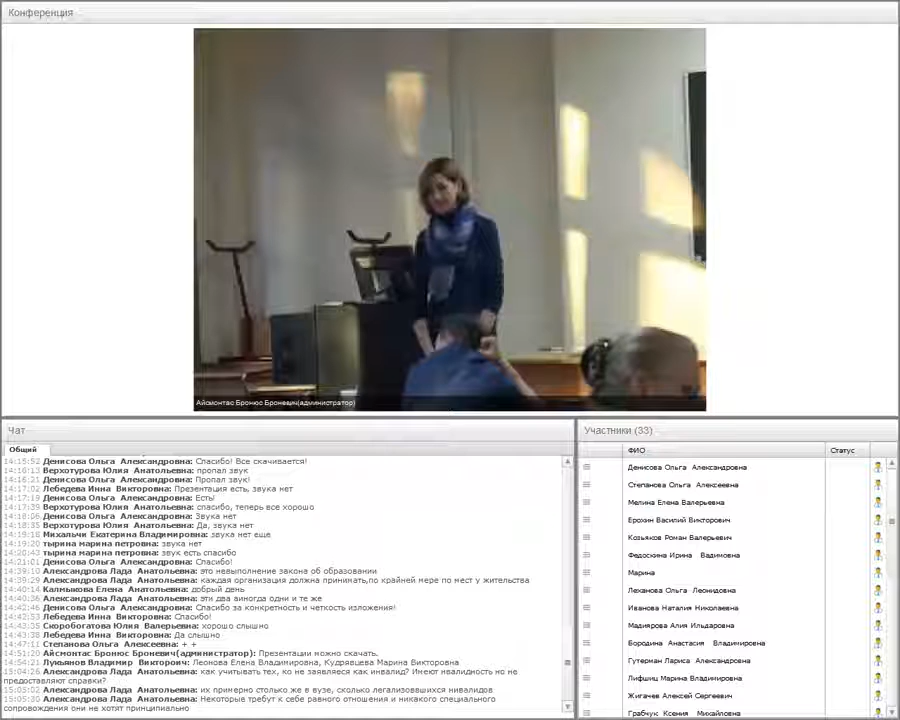 Конференция
Айсмонтас Бронюс Броневич(администратор)
Чат
Общий
14:15:52 Денисова Ольга Александровна: Спасибо! Все скачивается!
14:16:13 Верхотурова Юлия Анатольевна: пропал звук
14:16:21 Денисова Ольга Александровна: Пропал звук!
14:17:02 Лебедева Инна Викторовна: Презентация есть, звука нет
14:17:19 Денисова Ольга Александровна: Есть!
14:17:39 Верхотурова Юлия Анатольевна: спасибо, теперь все хорошо
14:18:06 Денисова Ольга Александровна: Звука нет
14:18:35 Верхотурова Юлия Анатольевна: Да, звука нет
14:19:18 Михальчи Екатерина Владимировна: звука нет еще
14:19:20 тырина марина петровна: звука нет
14:20:43 тырина марина петровна: звук есть спасибо
14:21:01 Денисова Ольга Александровна: Спасибо!
14:39:10 Александрова Лада Анатольевна: это невыполнение закона об образовании
14:39:29 Александрова Лада Анатольевна: каждая организация должна принимать,по крайней мере по мест у жительства
14:40:14 Калмыкова Елена Анатольевна: добрый день
14:40:36 Александрова Лада Анатольевна: эти два виногда одни и те же
14:42:46 Денисова Ольга Александровна: Спасибо за конкретность и четкость изложения!
14:42:53 Лебедева Инна Викторовна: Спасибо!
14:43:35 Скоробогатова Юлия Валерьевна: хорошо слышно
14:43:38 Лебедева Инна Викторовна: Да слышно
14:47:11 Степанова Ольга Алексеевна: + +
14:51:20 Айсмонтас Бронюс Броневич(администратор): Презентации можно скачать.
14:54:21 Лукьянов Владимир Викторович: Леонова Елена Владимировна, Кудрявцева Марина Викторовна
15:04:26 Александрова Лада Анатольевна: как учитывать тех, ко не заявляеся как инвалид? Имеют ивалидность но не
предоставляют справки?
15:05:02 Александрова Лада Анатольевна: их примерно столько же в вузе, сколько легализовшихся нивалидов
15:05:30 Александрова Лада Анатольевна: Некоторые требут к себе равного отношения и никакого специального
сопровождения они не хотят принципиально
Участники (33)
ФИО Статус
Денисова Ольга Александровна
Степанова Ольга Алексеевна
Мелина Елена Валерьевна
Ерохин Василий Викторович
Козьяков Роман Валерьевич
Федоскина Ирина Вадимовна
Марина
Леханова Ольга Леонидовна
Иванова Наталия Николаевна
Мадиярова Алия Ильдаровна
Бородина Анастасия Владимировна
Гутерман Лариса Александровна
Лифшиц Марина Владимировна
Жигачев Алексей Сергеевич
Грабчук Ксения Михайловна